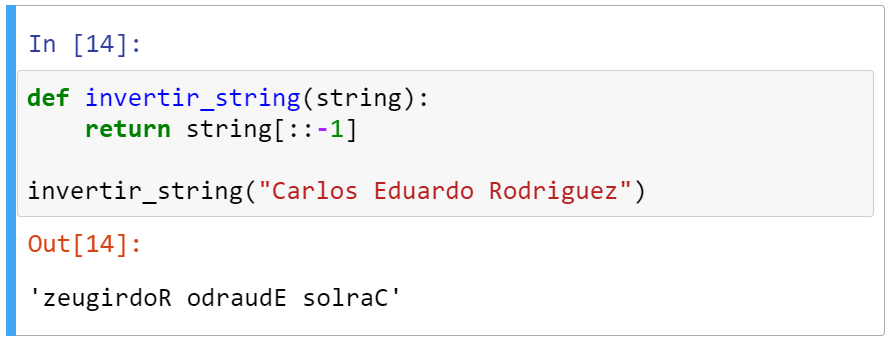 In [14]:
def invertir_string(string):
    return string[::-1]
invertir_string("Carlos Eduardo Rodriguez")
Out[14]:
'zeugirdoR odraudE solraC'